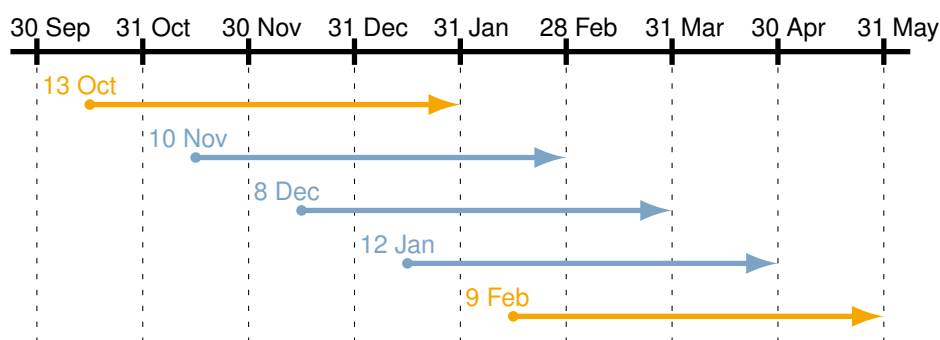 30 Sep 31 Oct 30 Nov 31 Dec 31 Jan 28 Feb 31 Mar 30 Apr 31 May
13 Oct
10 Nov
8 Dec
12 Jan
9 Feb